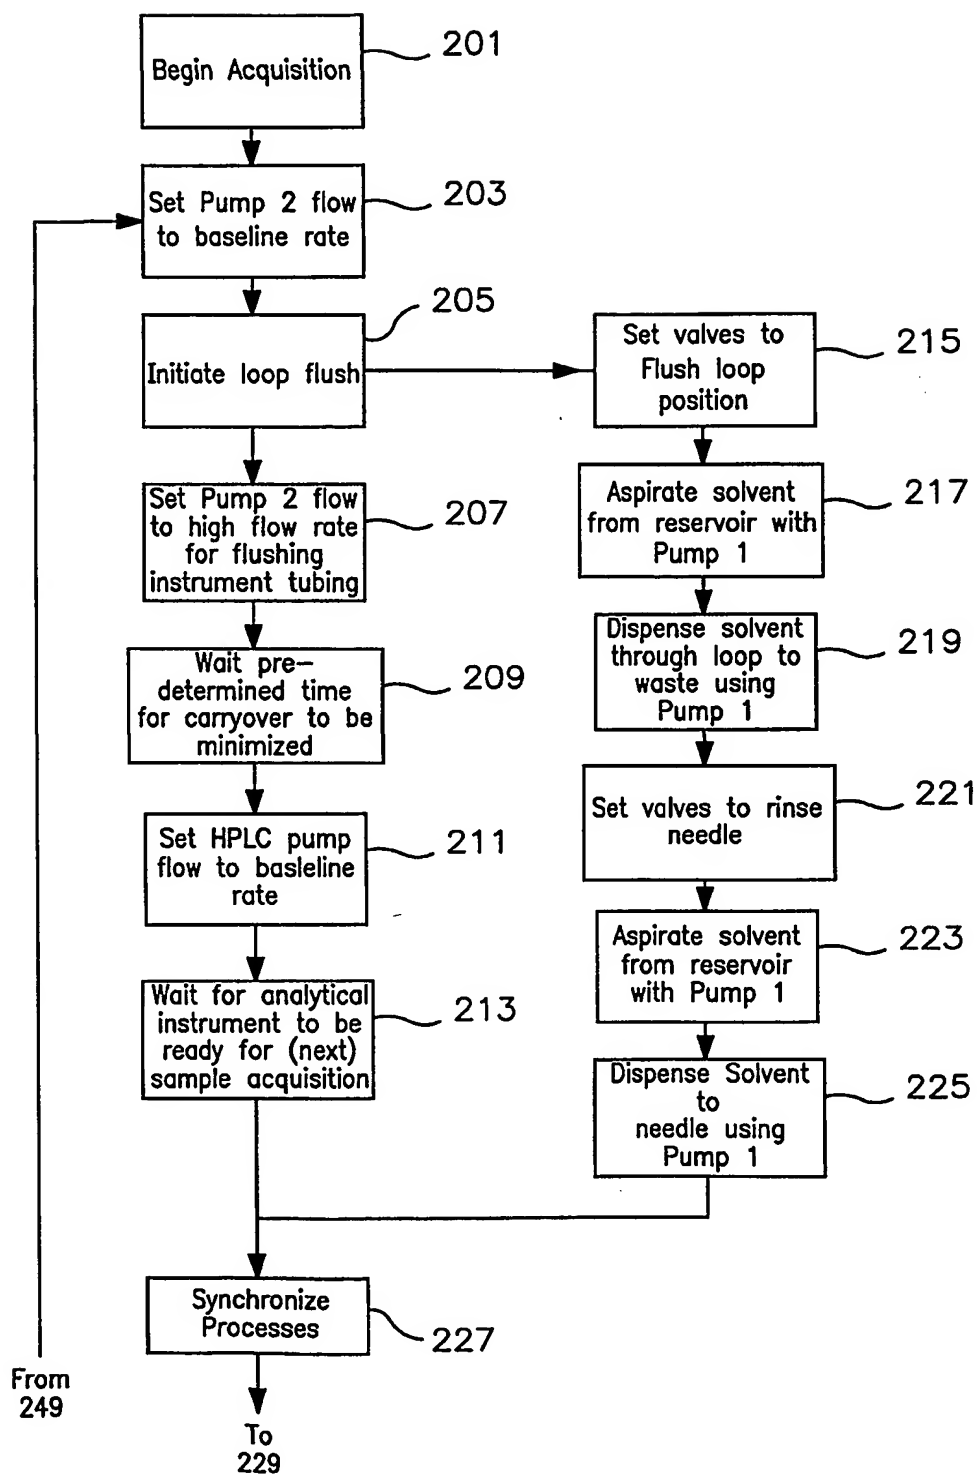 Begin Acquisition
201
Set Pump 2 flow
to baseline rate
203
Initiate loop flush
205
Set Pump 2 flow
to high flow rate
for flushing
instrument tubing
207
Wait pre-
determined time
for carryover to be
minimized
209
Set HPLC pump
flow to basleline
rate
211
Wait for analytical
instrument to be
ready for (next)
sample acquisition
213
Set valves to
Flush loop
position
215
Aspirate solvent
from reservoir with
Pump 1
217
Dispense solvent
through loop to
waste using
Pump 1
219
Set valves to rinse
needle
221
Aspirate solvent
from reservoir
with Pump 1
223
Dispense Solvent
to
needle using
Pump 1
225
Synchronize
Processes
227
From
249
To
229